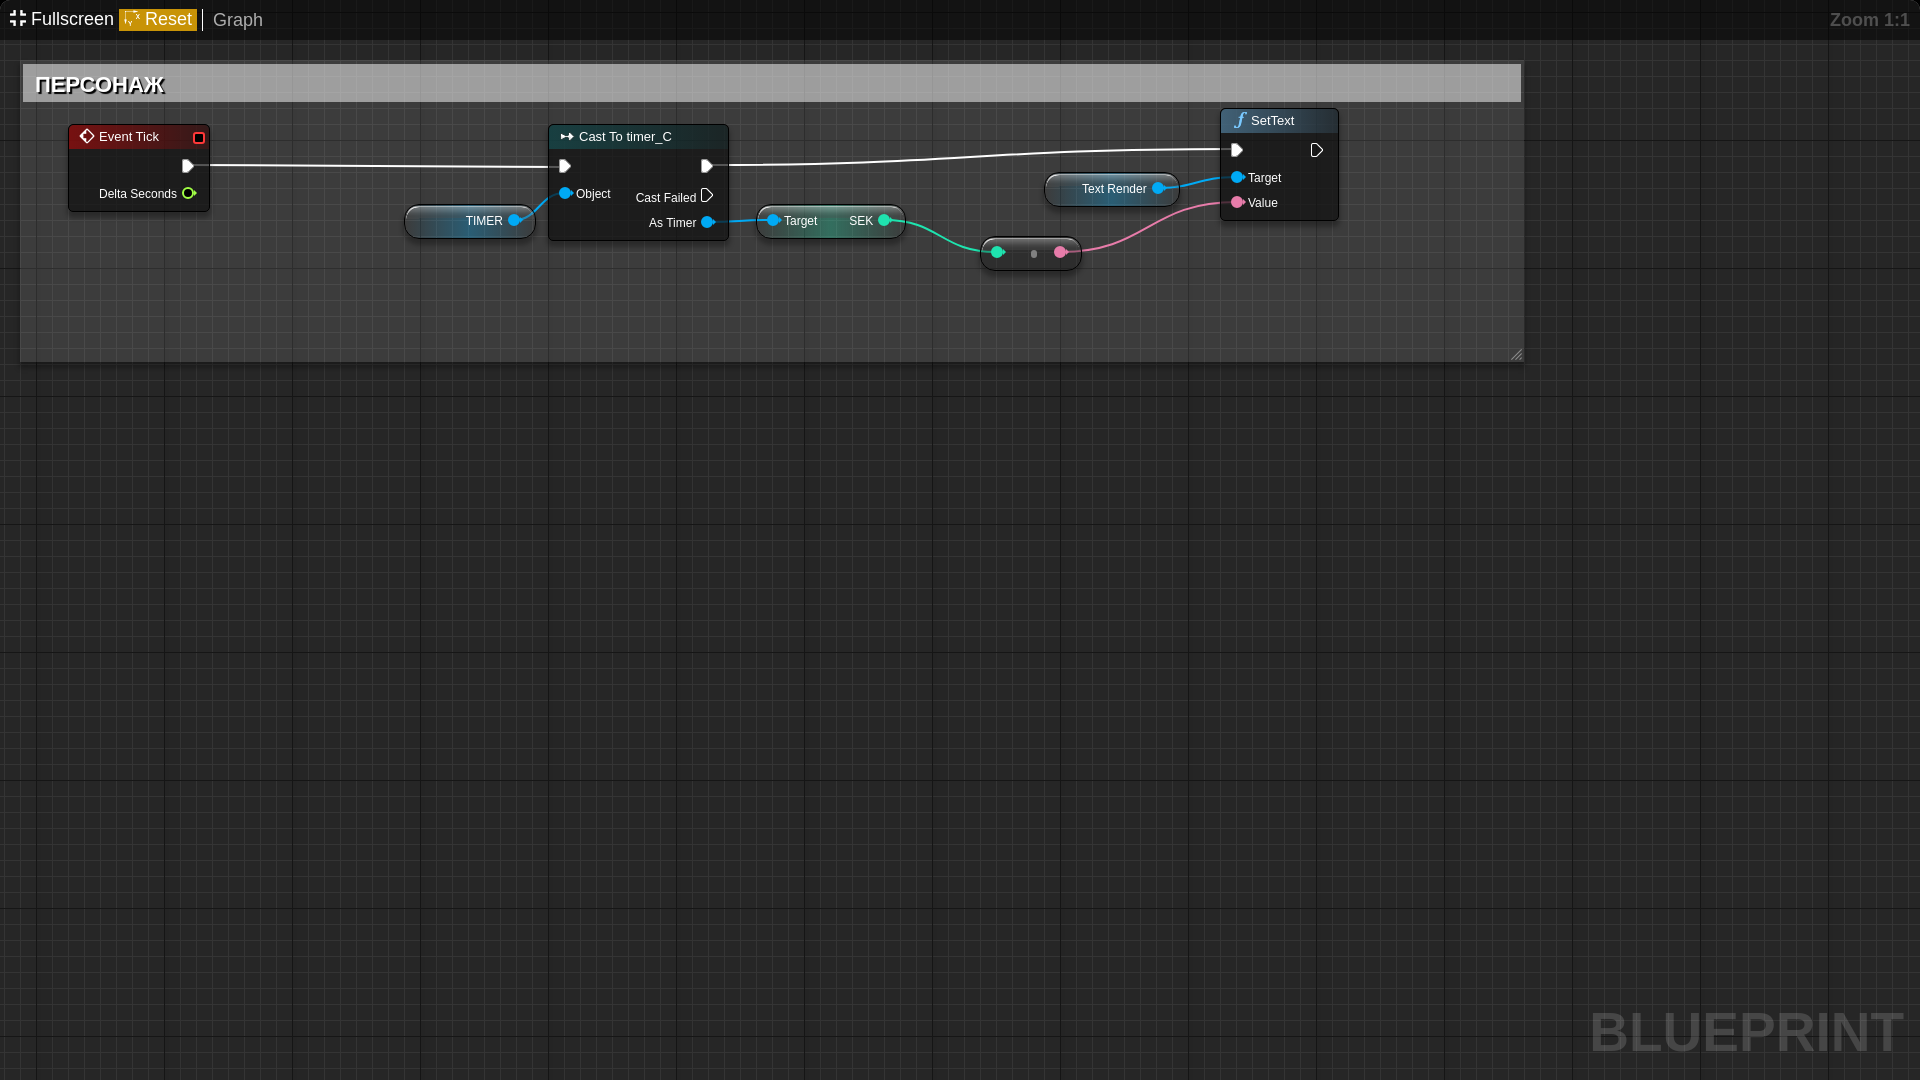 Fullscreen Reset Graph Zoom 1:1
ПЕРСОНАЖ
Event Tick
Delta Seconds
TIMER
Cast To timer_C
Object
Cast Failed
As Timer
Target SEK
Text Render
SetText
Target
Value
BLUEPRINT